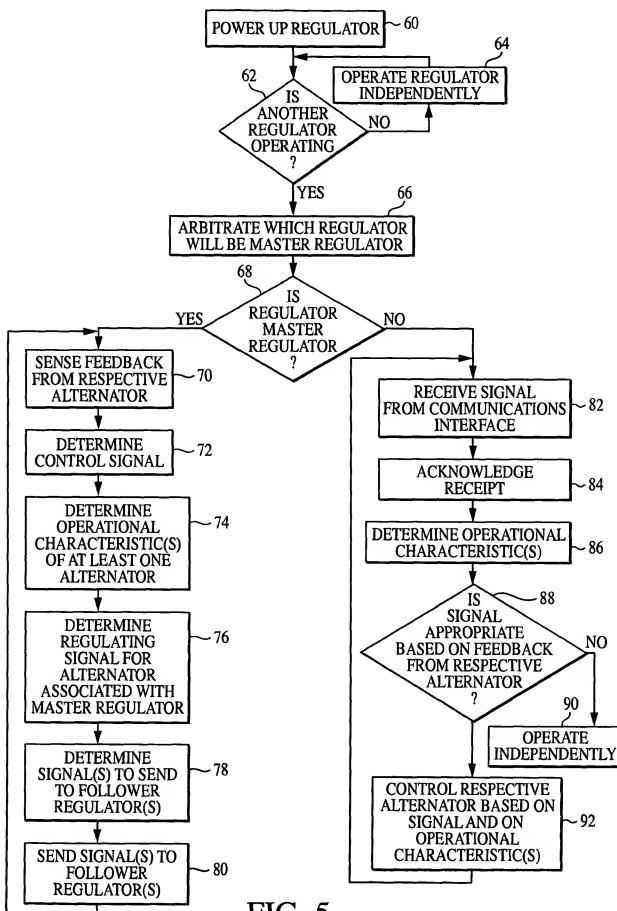 POWER UP REGULATOR
60
64
OPERATE REGULATOR
INDEPENDENTLY
62
IS
ANOTHER
REGULATOR
OPERATING
?
NO
YES
66
ARBITRATE WHICH REGULATOR
WILL BE MASTER REGULATOR
68
IS
REGULATOR
MASTER
REGULATOR
?
YES
NO
SENSE FEEDBACK
FROM RESPECTIVE
ALTERNATOR
70
DETERMINE
CONTROL SIGNAL
72
DETERMINE
OPERATIONAL
CHARACTERISTIC(S)
OF AT LEAST ONE
ALTERNATOR
74
DETERMINE
REGULATING
SIGNAL FOR
ALTERNATOR
ASSOCIATED WITH
MASTER REGULATOR
76
DETERMINE
SIGNAL(S) TO SEND
TO FOLLOWER
REGULATOR(S)
78
SEND SIGNAL(S) TO
FOLLOWER
REGULATOR(S)
80
RECEIVE SIGNAL
FROM COMMUNICATIONS
INTERFACE
82
ACKNOWLEDGE
RECEIPT
84
DETERMINE OPERATIONAL
CHARACTERISTIC(S)
86
88
IS
SIGNAL
APPROPRIATE
BASED ON FEEDBACK
FROM RESPECTIVE
ALTERNATOR
?
NO
90
OPERATE
INDEPENDENTLY
CONTROL RESPECTIVE
ALTERNATOR BASED ON
SIGNAL AND ON
OPERATIONAL
CHARACTERISTIC(S)
92
FIG. 5